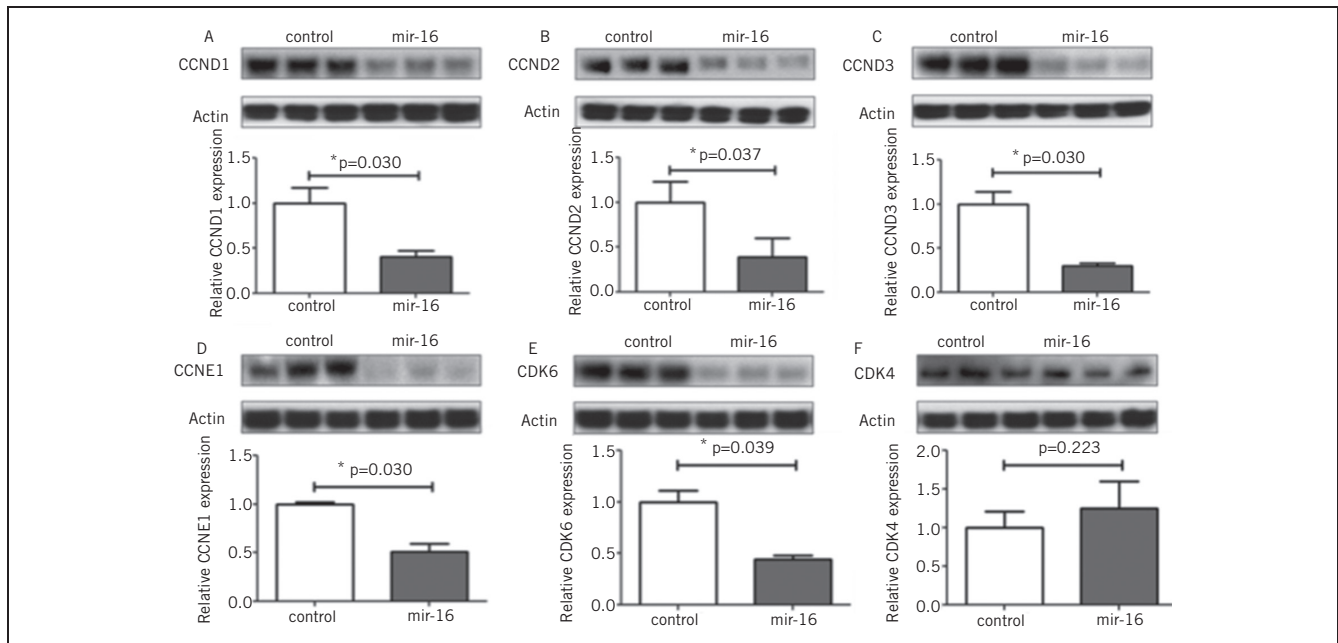 A control mir-16
CCND1
Actin
Relative CCND1 expression
1.5
1.0
0.5
0.0
* p=0.030
control mir-16
B control mir-16
CCND2
Actin
Relative CCND2 expression
1.5
1.0
0.5
0.0
* p=0.037
control mir-16
C control mir-16
CCND3
Actin
Relative CCND3 expression
1.5
1.0
0.5
0.0
* p=0.030
control mir-16
D control mir-16
CCNE1
Actin
Relative CCNE1 expression
1.5
1.0
0.5
0.0
* p=0.030
control mir-16
E control mir-16
CDK6
Actin
Relative CDK6 expression
1.5
1.0
0.5
0.0
* p=0.039
control mir-16
F control mir-16
CDK4
Actin
Relative CDK4 expression
2.0
1.5
1.0
0.5
0.0
p=0.223
control mir-16